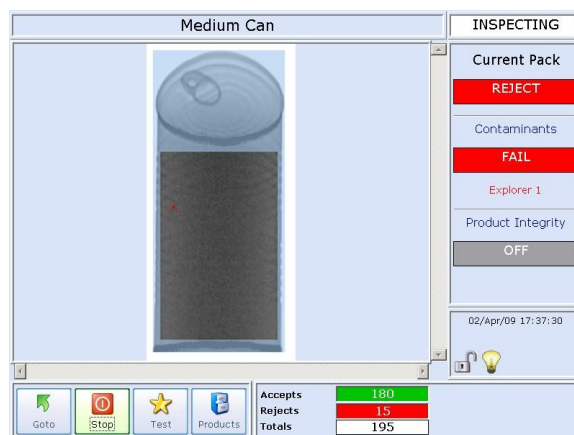 Medium Can
INSPECTING
Current Pack
REJECT
Contaminants
FAIL
Explorer 1
Product Integrity
OFF
02/Apr/09 17:37:30
Goto
Stop
Test
Products
Accepts 180
Rejects 15
Totals 195